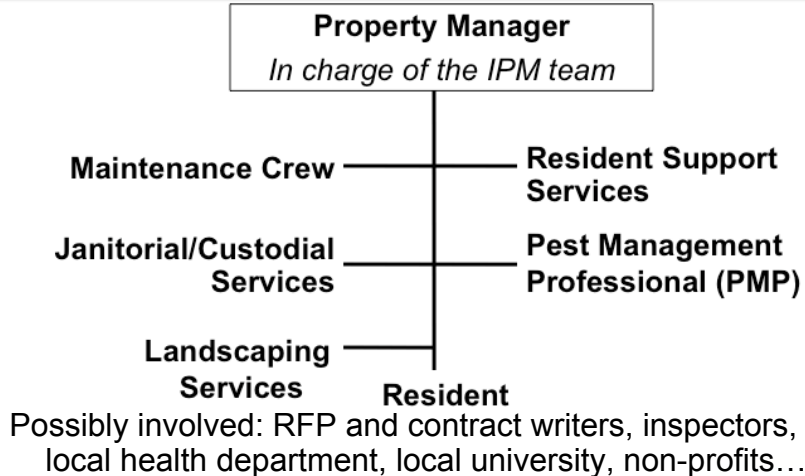 Property Manager
In charge of the IPM team
Maintenance Crew
Resident Support
Services
Janitorial/Custodial
Services
Pest Management
Professional (PMP)
Landscaping
Services
Resident
Possibly involved: RFP and contract writers, inspectors,
local health department, local university, non-profits…